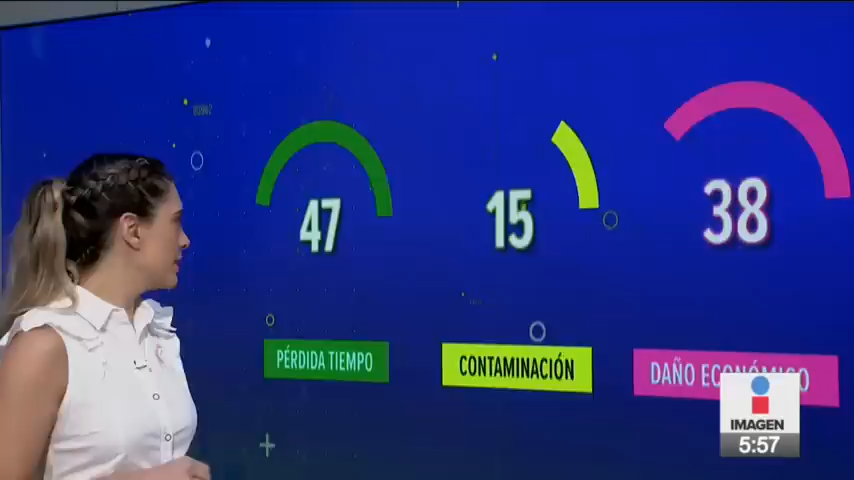 47
15
38
PÉRDIDA TIEMPO
CONTAMINACIÓN
DAÑO ECONÓMICO
IMAGEN
5:57